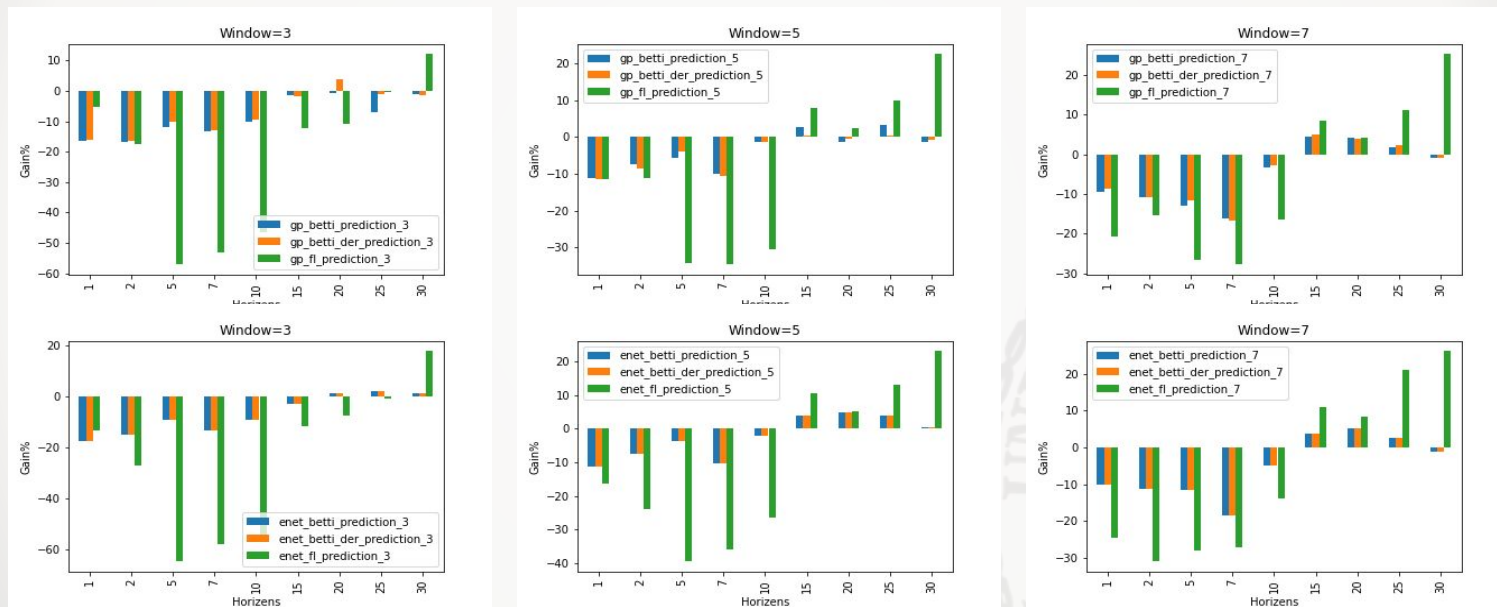 Window=3
Gain%
10
0
−10
−20
−30
−40
−50
−60
gp_betti_prediction_3
gp_betti_der_prediction_3
gp_fl_prediction_3
1 2 5 7 10 15 20 25 30
Horizens
Window=5
Gain%
20
10
0
−10
−20
−30
gp_betti_prediction_5
gp_betti_der_prediction_5
gp_fl_prediction_5
1 2 5 7 10 15 20 25 30
Horizens
Window=7
Gain%
20
10
0
−10
−20
−30
gp_betti_prediction_7
gp_betti_der_prediction_7
gp_fl_prediction_7
1 2 5 7 10 15 20 25 30
Horizens
Window=3
Gain%
20
0
−20
−40
−60
enet_betti_prediction_3
enet_betti_der_prediction_3
enet_fl_prediction_3
1 2 5 7 10 15 20 25 30
Horizens
Window=5
Gain%
20
10
0
−10
−20
−30
−40
enet_betti_prediction_5
enet_betti_der_prediction_5
enet_fl_prediction_5
1 2 5 7 10 15 20 25 30
Horizens
Window=7
Gain%
20
10
0
−10
−20
−30
enet_betti_prediction_7
enet_betti_der_prediction_7
enet_fl_prediction_7
1 2 5 7 10 15 20 25 30
Horizens